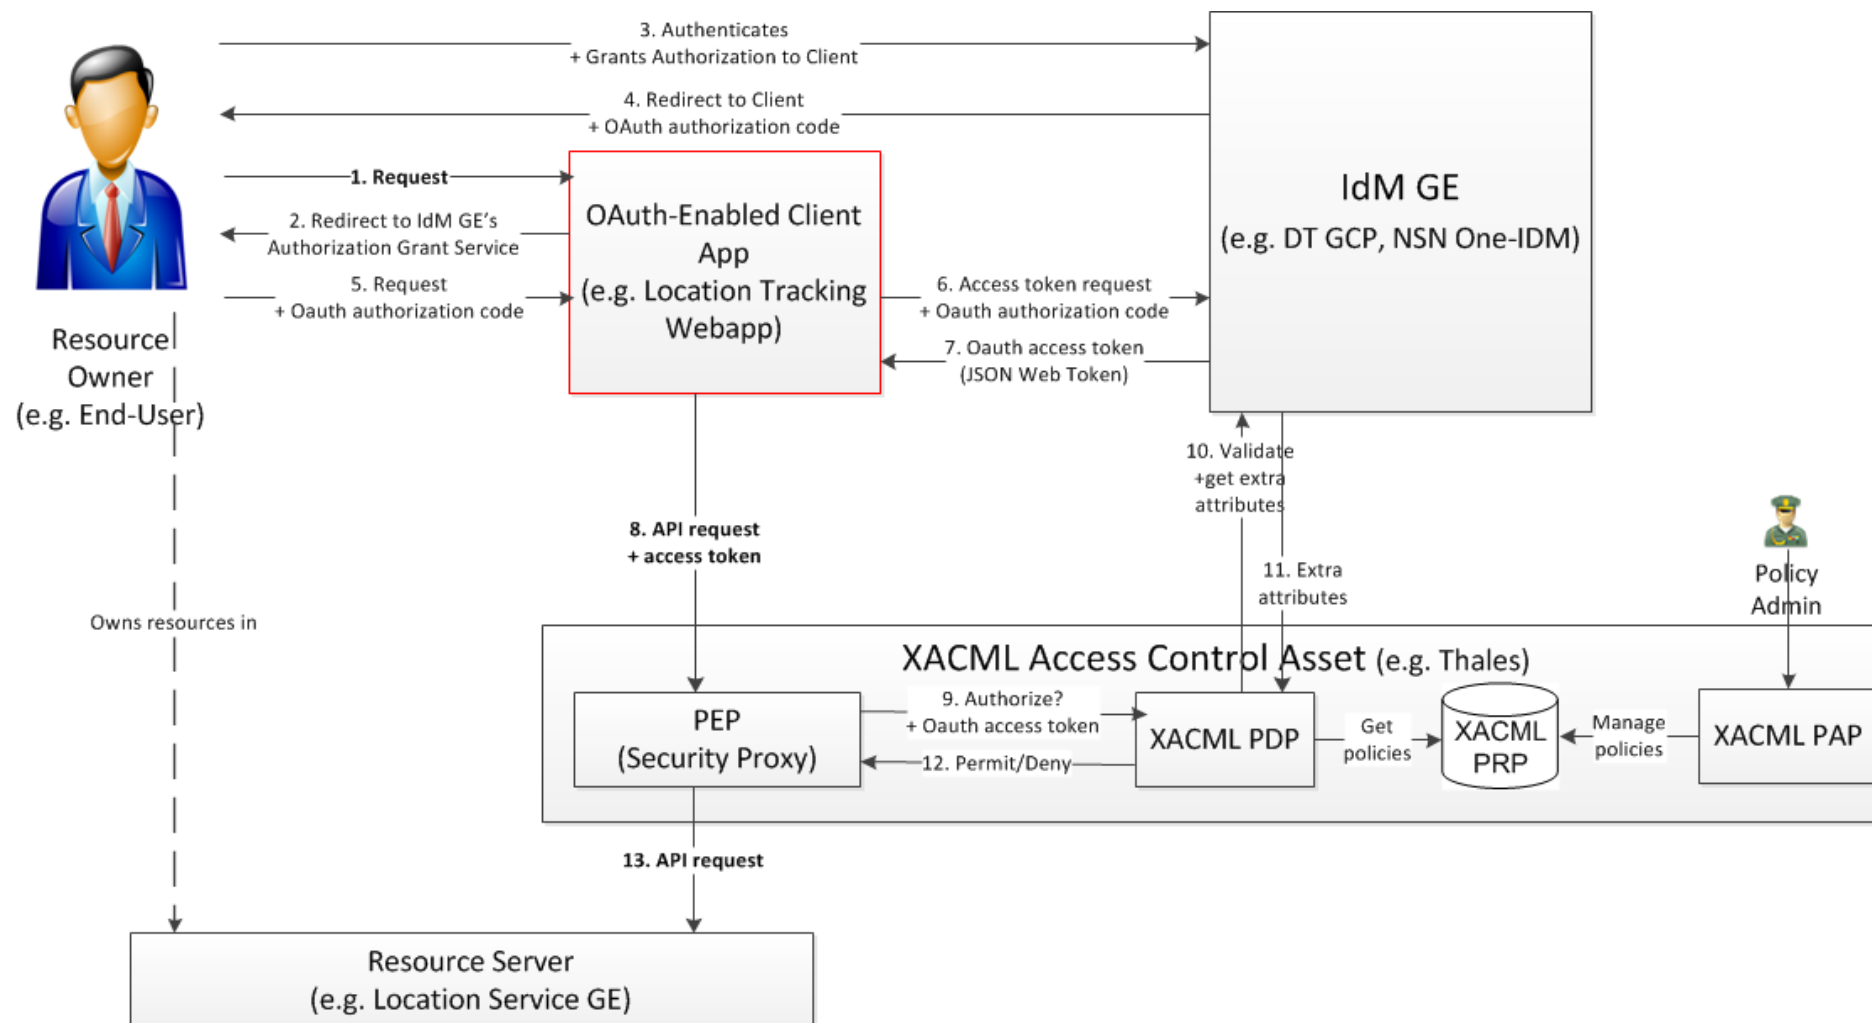 3. Authenticates
+ Grants Authorization to Client
4. Redirect to Client
+ OAuth authorization code
1. Request
2. Redirect to IdM GE's
Authorization Grant Service
5. Request
+ Oauth authorization code
OAuth-Enabled Client
App
(e.g. Location Tracking
Webapp)
IdM GE
(e.g. DT GCP, NSN One-IDM)
6. Access token request
+ Oauth authorization code
7. Oauth access token
(JSON Web Token)
Resource
Owner
(e.g. End-User)
10. Validate
+get extra
attributes
8. API request
+ access token
11. Extra
attributes
Policy
Admin
Owns resources in
XACML Access Control Asset (e.g. Thales)
PEP
(Security Proxy)
9. Authorize?
+ Oauth access token
12. Permit/Deny
XACML PDP
Get
policies
XACML
PRP
Manage
policies
XACML PAP
13. API request
Resource Server
(e.g. Location Service GE)